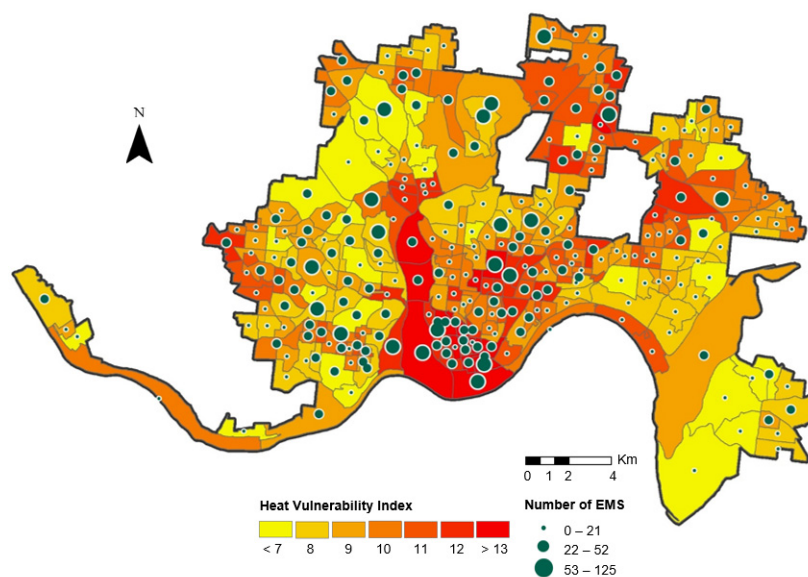 N
Km
0 1 2 4
Heat Vulnerability Index
< 7 8 9 10 11 12 > 13
Number of EMS
0 – 21
22 – 52
53 – 125